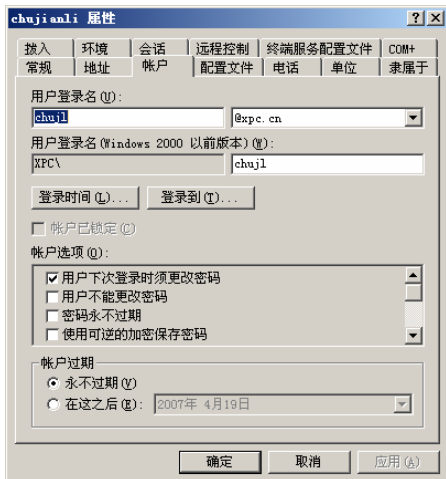 chujianli 属性
拨入 环境 会话 远程控制 终端服务配置文件 COM+
常规 地址 帐户 配置文件 电话 单位 隶属于
用户登录名(U):
chujl @xpc.cn
用户登录名(Windows 2000 以前版本)(W):
XPC\ chujl
登录时间(L)... 登录到(T)...
帐户已锁定(C)
帐户选项(O):
用户下次登录时须更改密码
用户不能更改密码
密码永不过期
使用可逆的加密保存密码
帐户过期
永不过期(V)
在这之后(E): 2007年 4月19日
确定 取消 应用(A)